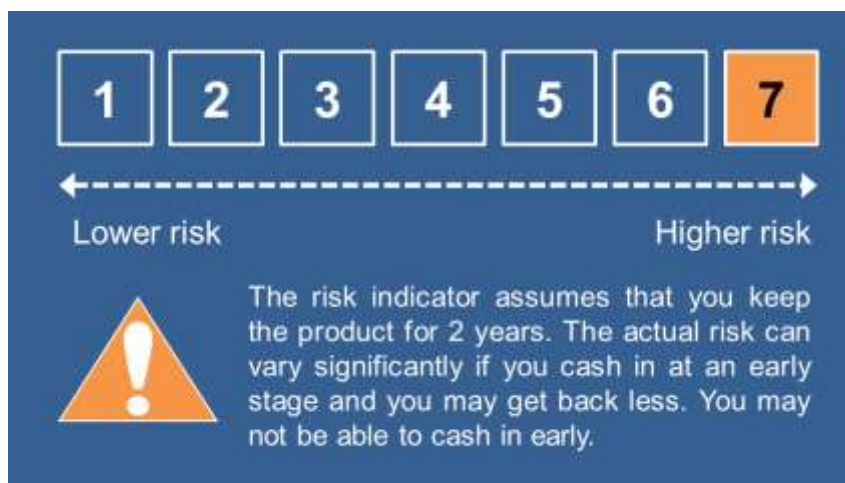 1 2 3 4 5 6 7
Lower risk Higher risk
The risk indicator assumes that you keep
the product for 2 years. The actual risk can
vary significantly if you cash in at an early
stage and you may get back less. You may
not be able to cash in early.